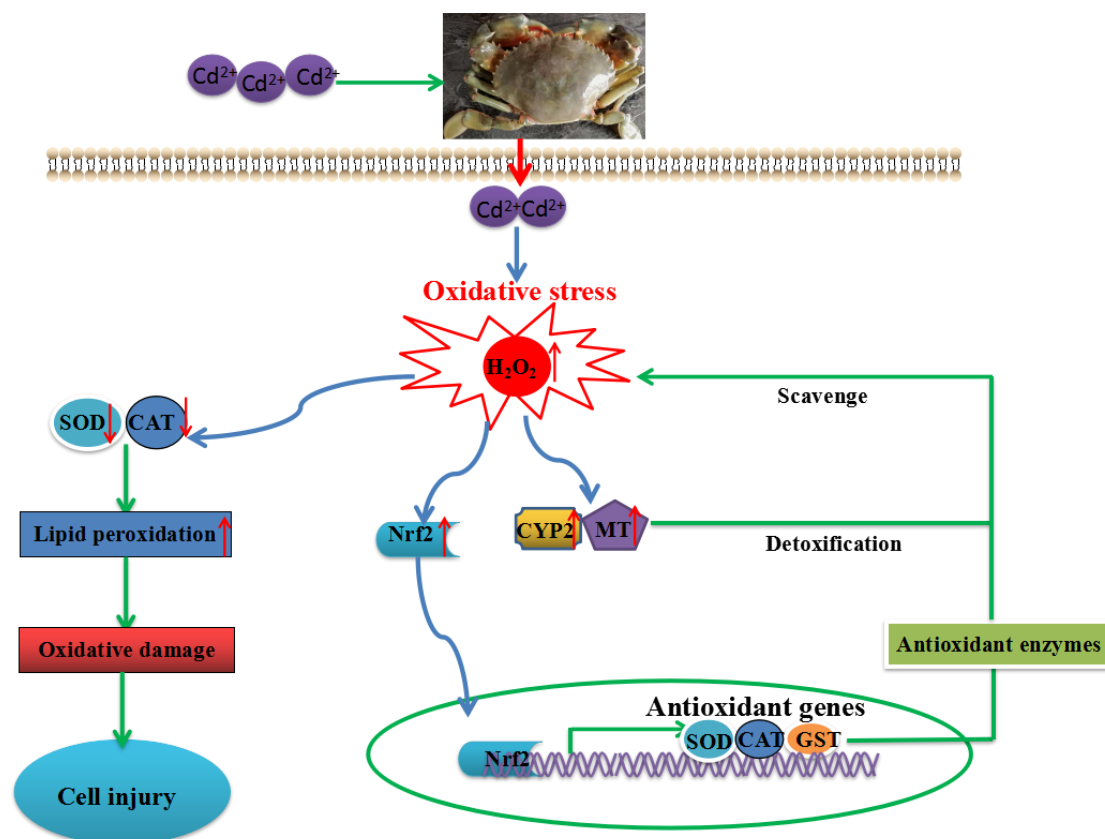 Cd²⁺ Cd²⁺ Cd²⁺
Cd²⁺ Cd²⁺
Oxidative stress
H₂O₂
Scavenge
SOD CAT
Lipid peroxidation
Nrf2
CYP2 MT
Detoxification
Oxidative damage
Antioxidant enzymes
Antioxidant genes
SOD CAT GST
Nrf2
Cell injury